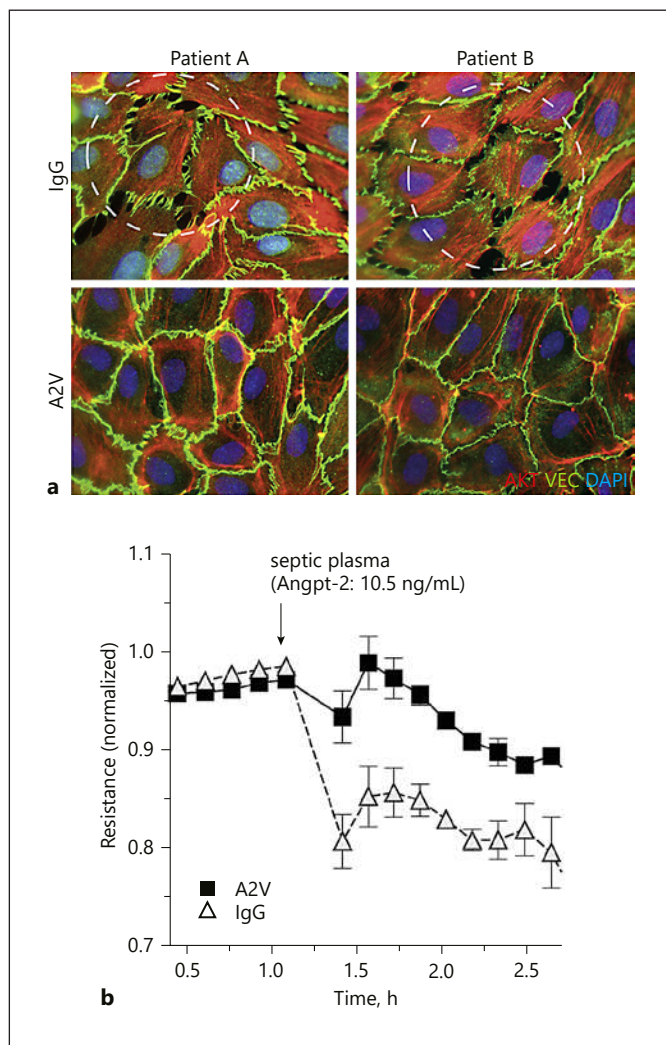 Patient A
Patient B
IgG
A2V
AKT VEC DAPI
a
septic plasma
(Angpt-2: 10.5 ng/mL)
1.1
1.0
0.9
0.8
0.7
Resistance (normalized)
A2V
IgG
0.5
1.0
1.5
2.0
2.5
Time, h
b